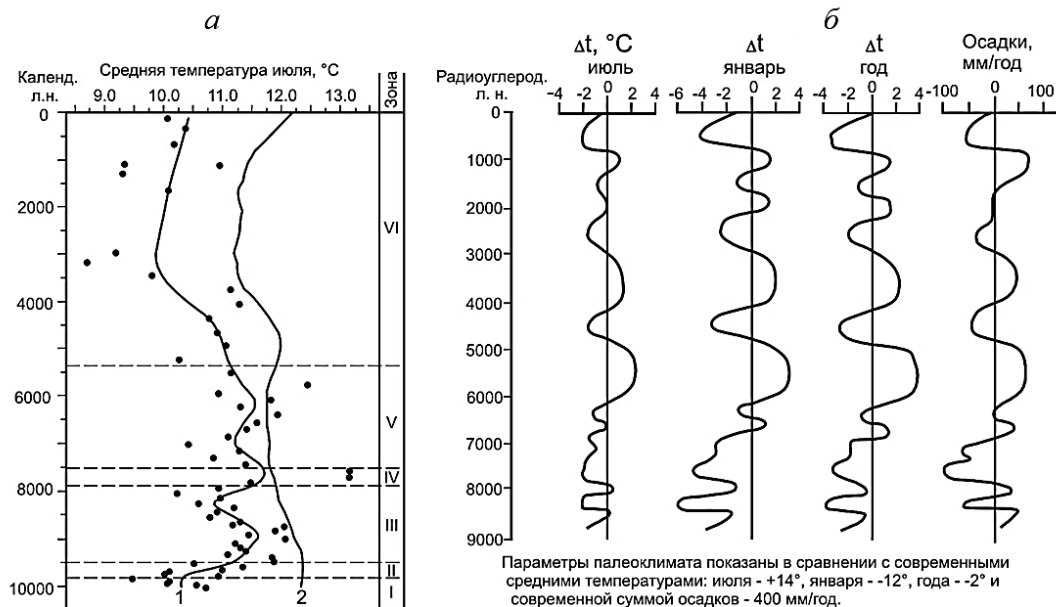 а
Календ.
л.н.
Средняя температура июля, °C
9.0 10.0 11.0 12.0 13.0
Зона
0
2000
4000
6000
8000
10000
VI
V
IV
III
II
I
1 2
б
Радиоуглерод.
л. н.
Δt, °C
июль
Δt
январь
Δt
год
Осадки,
мм/год
-4 -2 0 2 4
-6 -4 -2 0 2 4
-4 -2 0 2 4
-100 0 100
0
1000
2000
3000
4000
5000
6000
7000
8000
9000
Параметры палеоклимата показаны в сравнении с современными
средними температурами: июля - +14°, января - -12°, года - -2° и
современной суммой осадков - 400 мм/год.